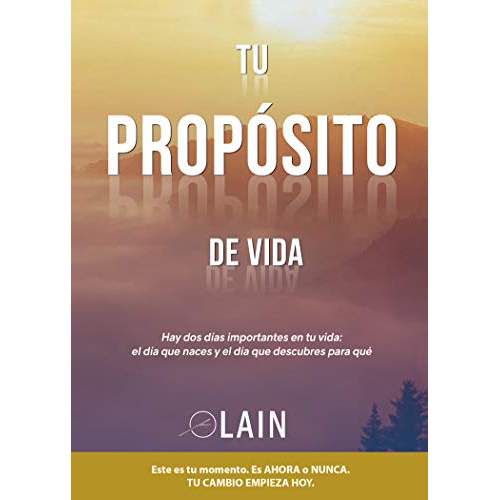 TU
PROPÓSITO
DE VIDA
Hay dos días importantes en tu vida:
el día que naces y el día que descubres para qué
LAIN
Este es tu momento. Es AHORA o NUNCA.
TU CAMBIO EMPIEZA HOY.